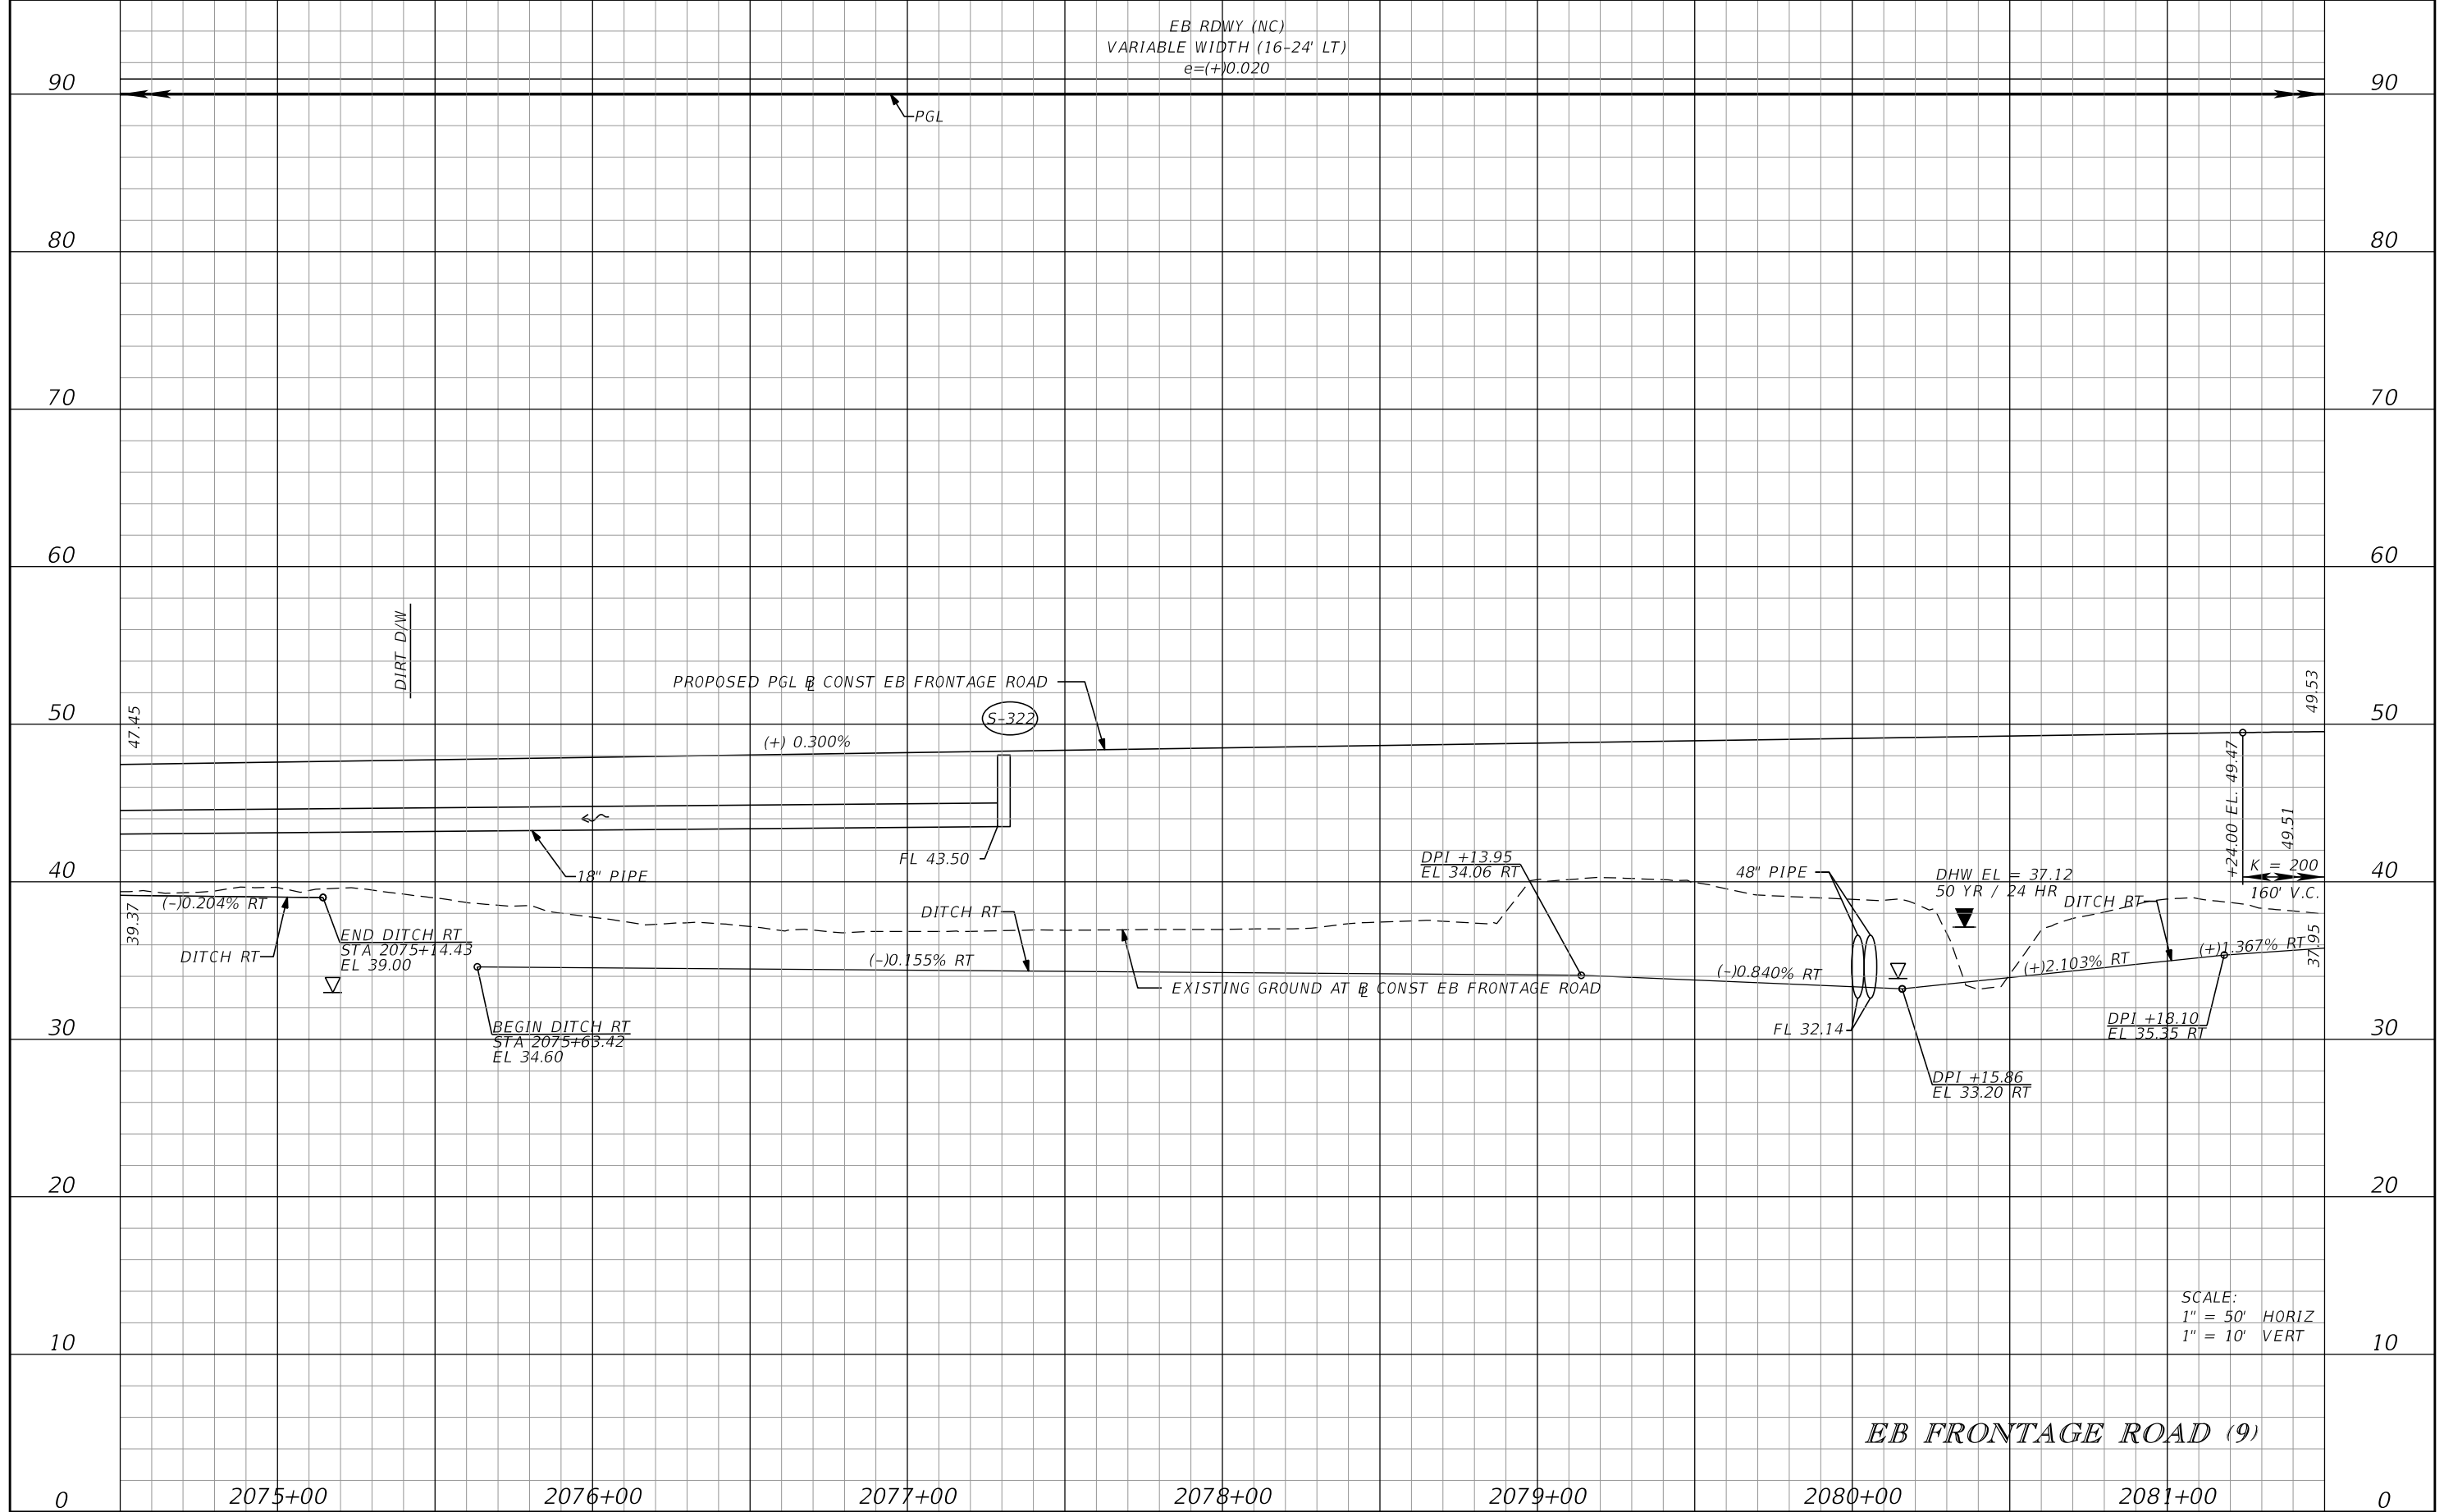 EB RDWY (NC)
VARIABLE WIDTH (16-24' LT)
e=(+)0.020
90
90
PGL
80
80
70
70
60
60
DIRT D/W
PROPOSED PGL BL CONST EB FRONTAGE ROAD
S-322
50
47.45
(+) 0.300%
49.53
50
+24.00 EL. 49.47
49.51
FL 43.50
18" PIPE
DPI +13.95
EL 34.06 RT
48" PIPE
DHW EL = 37.12
50 YR / 24 HR
K = 200
160' V.C.
40
40
39.37
(-)0.204% RT
DITCH RT
DITCH RT
DITCH RT
END DITCH RT
STA 2075+14.43
EL 39.00
(-)0.155% RT
(-)0.840% RT
(+)2.103% RT
(+)1.367% RT
37.95
EXISTING GROUND AT BL CONST EB FRONTAGE ROAD
30
BEGIN DITCH RT
STA 2075+63.42
EL 34.60
FL 32.14
DPI +18.10
EL 35.35 RT
30
DPI +15.86
EL 33.20 RT
20
20
SCALE:
1" = 50' HORIZ
1" = 10' VERT
10
10
EB FRONTAGE ROAD (9)
0
2075+00
2076+00
2077+00
2078+00
2079+00
2080+00
2081+00
0